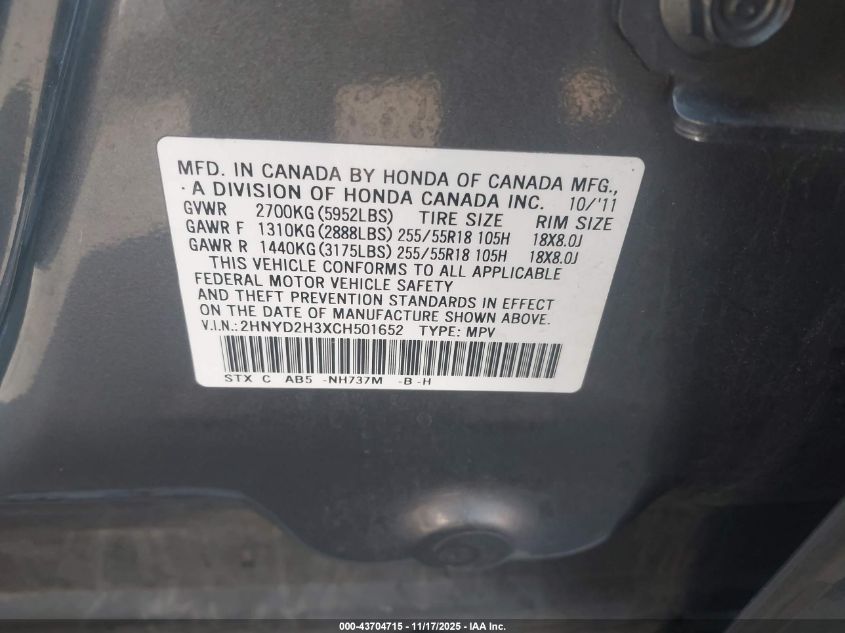 MFD. IN CANADA BY HONDA OF CANADA MFG.,
A DIVISION OF HONDA CANADA INC. 10/'11
GVWR 2700KG(5952LBS) TIRE SIZE RIM SIZE
GAWR F 1310KG(2888LBS) 255/55R18 105H 18X8.0J
GAWR R 1440KG(3175LBS) 255/55R18 105H 18X8.0J
THIS VEHICLE CONFORMS TO ALL APPLICABLE
FEDERAL MOTOR VEHICLE SAFETY
AND THEFT PREVENTION STANDARDS IN EFFECT
ON THE DATE OF MANUFACTURE SHOWN ABOVE.
V.I.N.: 2HNYD2H3XCH501652 TYPE: MPV
STX C AB5 -NH737M -B -H
000-43704715 - 11/17/2025 - IAA Inc.